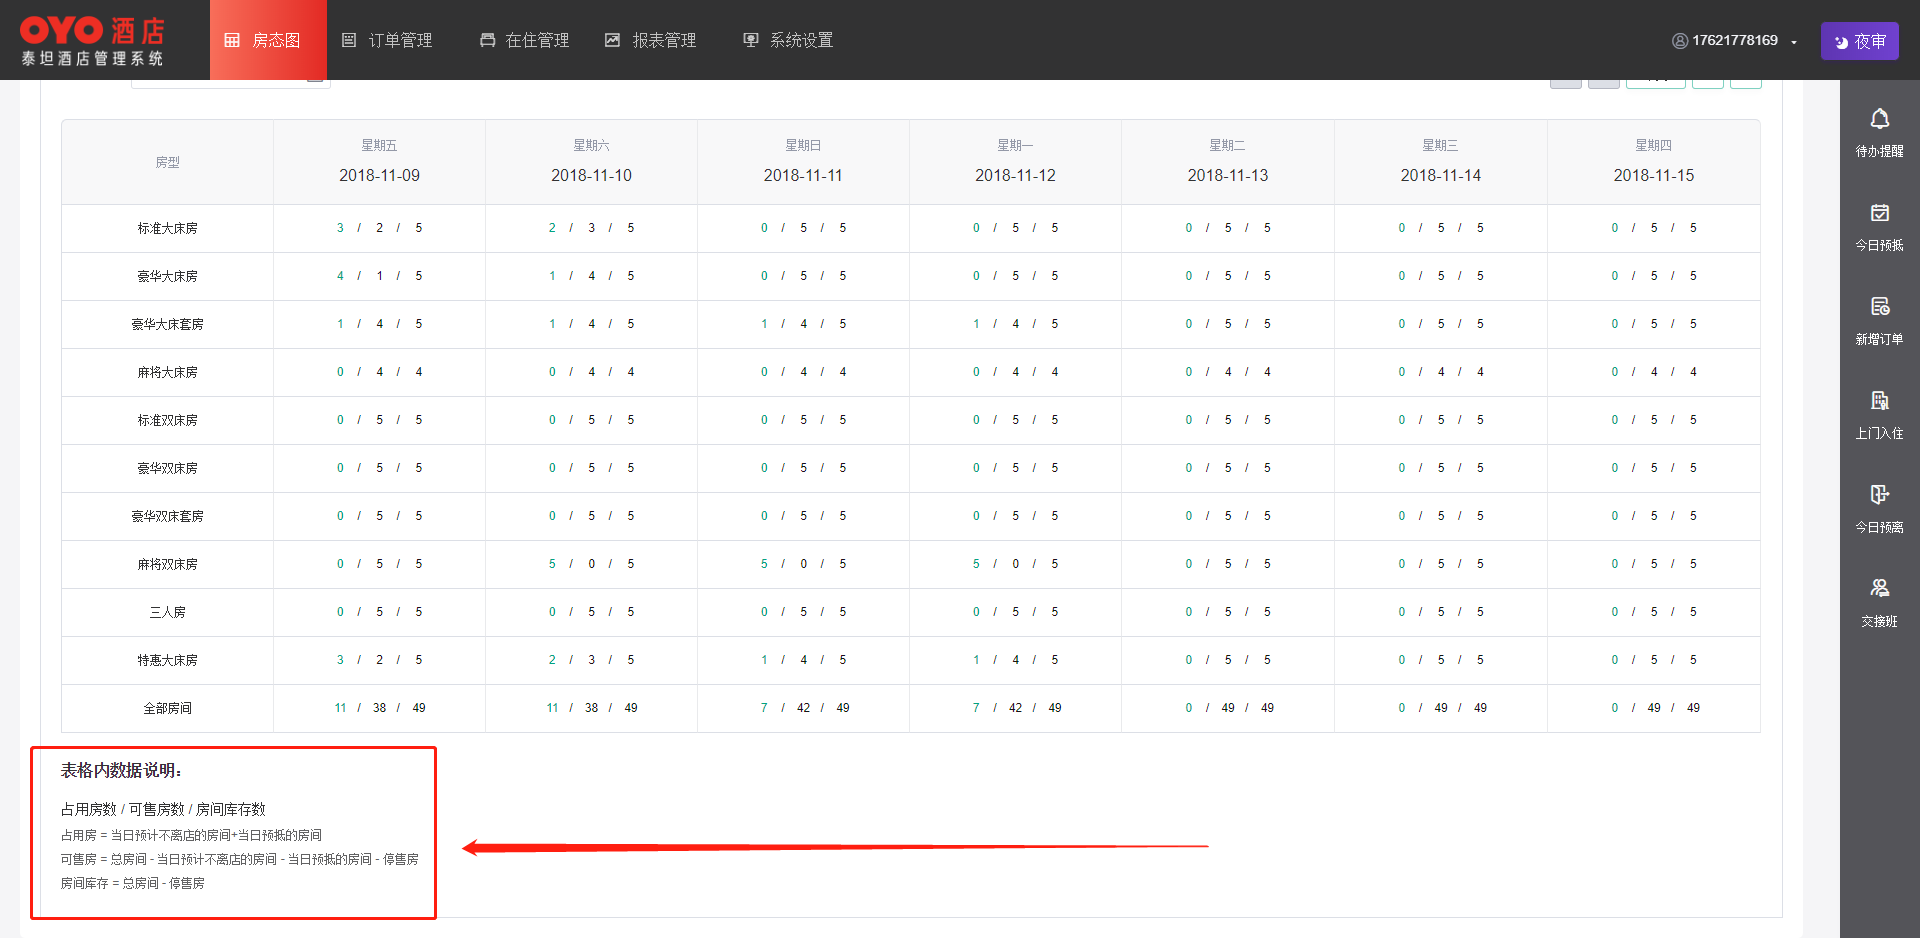 OYO 酒店
泰坦酒店管理系统
房态图 订单管理 在住管理 报表管理 系统设置 17621778169 夜审
房型 星期五 2018-11-09 星期六 2018-11-10 星期日 2018-11-11 星期一 2018-11-12 星期二 2018-11-13 星期三 2018-11-14 星期四 2018-11-15
标准大床房 3 / 2 / 5 2 / 3 / 5 0 / 5 / 5 0 / 5 / 5 0 / 5 / 5 0 / 5 / 5 0 / 5 / 5
豪华大床房 4 / 1 / 5 1 / 4 / 5 0 / 5 / 5 0 / 5 / 5 0 / 5 / 5 0 / 5 / 5 0 / 5 / 5
豪华大床套房 1 / 4 / 5 1 / 4 / 5 1 / 4 / 5 1 / 4 / 5 0 / 5 / 5 0 / 5 / 5 0 / 5 / 5
麻将大床房 0 / 4 / 4 0 / 4 / 4 0 / 4 / 4 0 / 4 / 4 0 / 4 / 4 0 / 4 / 4 0 / 4 / 4
标准双床房 0 / 5 / 5 0 / 5 / 5 0 / 5 / 5 0 / 5 / 5 0 / 5 / 5 0 / 5 / 5 0 / 5 / 5
豪华双床房 0 / 5 / 5 0 / 5 / 5 0 / 5 / 5 0 / 5 / 5 0 / 5 / 5 0 / 5 / 5 0 / 5 / 5
豪华双床套房 0 / 5 / 5 0 / 5 / 5 0 / 5 / 5 0 / 5 / 5 0 / 5 / 5 0 / 5 / 5 0 / 5 / 5
麻将双床房 0 / 5 / 5 5 / 0 / 5 5 / 0 / 5 5 / 0 / 5 0 / 5 / 5 0 / 5 / 5 0 / 5 / 5
三人房 0 / 5 / 5 0 / 5 / 5 0 / 5 / 5 0 / 5 / 5 0 / 5 / 5 0 / 5 / 5 0 / 5 / 5
特惠大床房 3 / 2 / 5 2 / 3 / 5 1 / 4 / 5 1 / 4 / 5 0 / 5 / 5 0 / 5 / 5 0 / 5 / 5
全部房间 11 / 38 / 49 11 / 38 / 49 7 / 42 / 49 7 / 42 / 49 0 / 49 / 49 0 / 49 / 49 0 / 49 / 49
表格内数据说明：
占用房数 / 可售房数 / 房间库存数
占用房 = 当日预计不离店的房间+当日预抵的房间
可售房 = 总房间 - 当日预计不离店的房间 - 当日预抵的房间 - 停售房
房间库存 = 总房间 - 停售房
待办提醒
今日预抵
新增订单
上门入住
今日预离
交接班